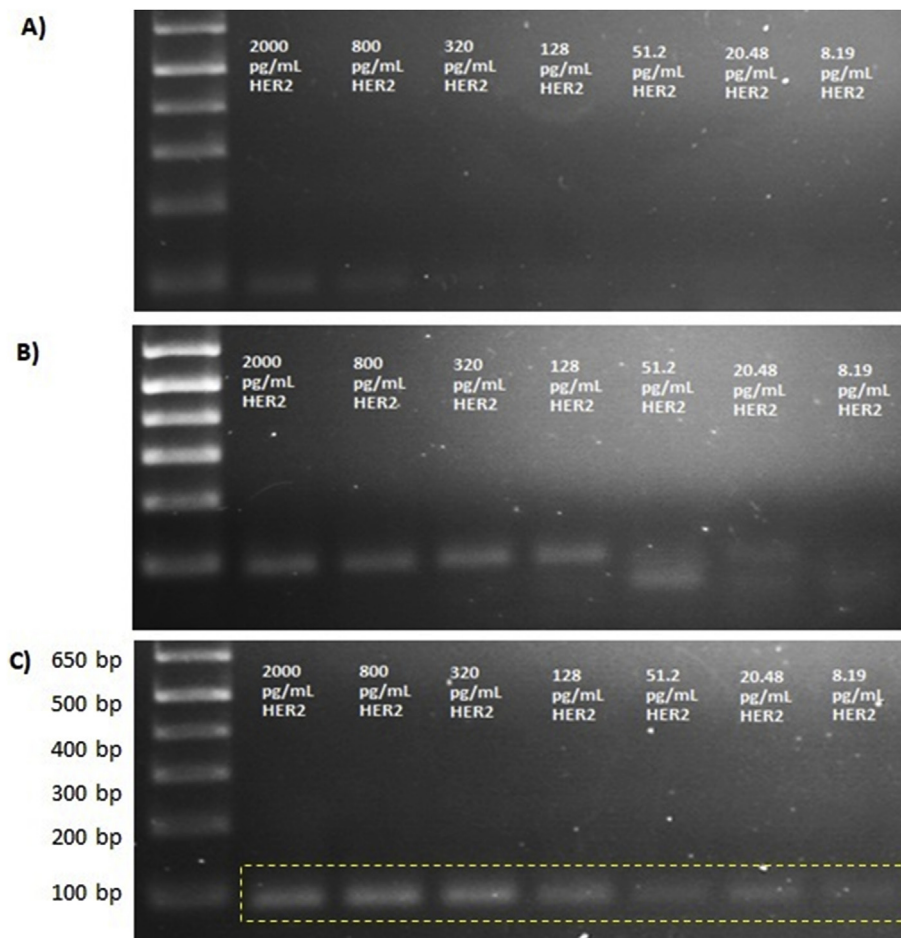 A)
2000 pg/mL HER2
800 pg/mL HER2
320 pg/mL HER2
128 pg/mL HER2
51.2 pg/mL HER2
20.48 pg/mL HER2
8.19 pg/mL HER2
B)
2000 pg/mL HER2
800 pg/mL HER2
320 pg/mL HER2
128 pg/mL HER2
51.2 pg/mL HER2
20.48 pg/mL HER2
8.19 pg/mL HER2
C)
650 bp
500 bp
400 bp
300 bp
200 bp
100 bp
2000 pg/mL HER2
800 pg/mL HER2
320 pg/mL HER2
128 pg/mL HER2
51.2 pg/mL HER2
20.48 pg/mL HER2
8.19 pg/mL HER2